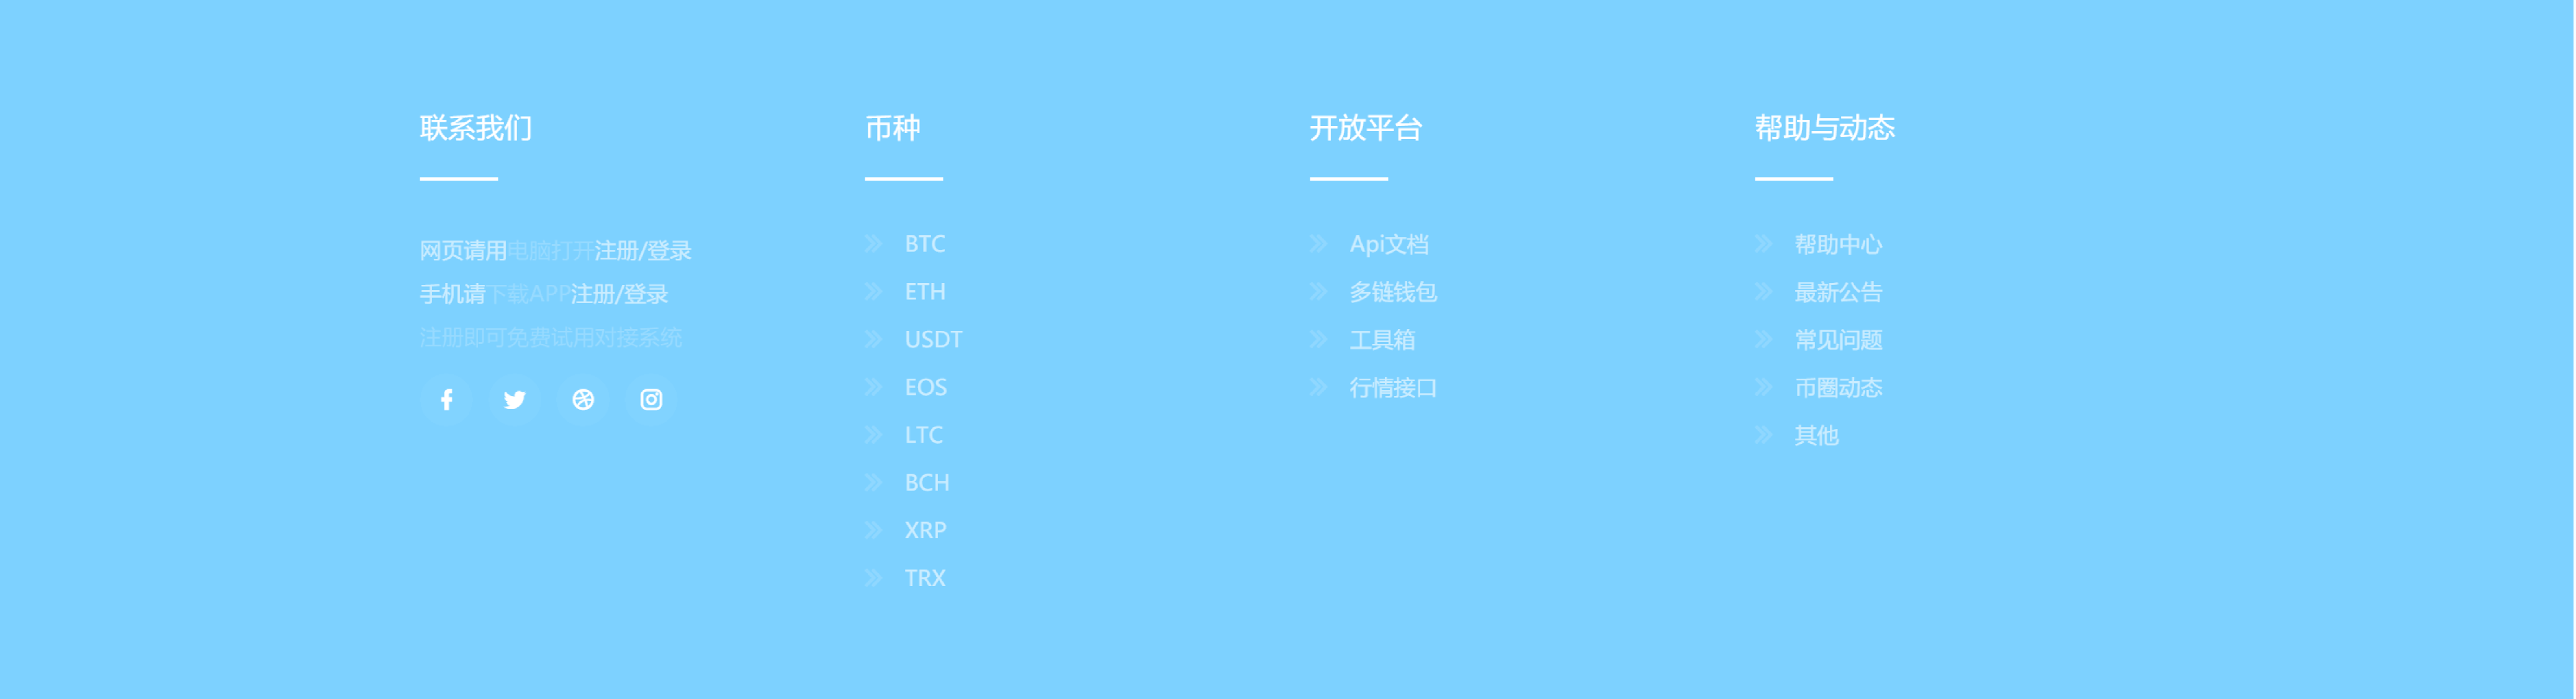 联系我们
网页请用电脑打开注册/登录
手机请下载APP注册/登录
注册即可免费试用对接系统
币种
BTC
ETH
USDT
EOS
LTC
BCH
XRP
TRX
开放平台
Api文档
多链钱包
工具箱
行情接口
帮助与动态
帮助中心
最新公告
常见问题
币圈动态
其他